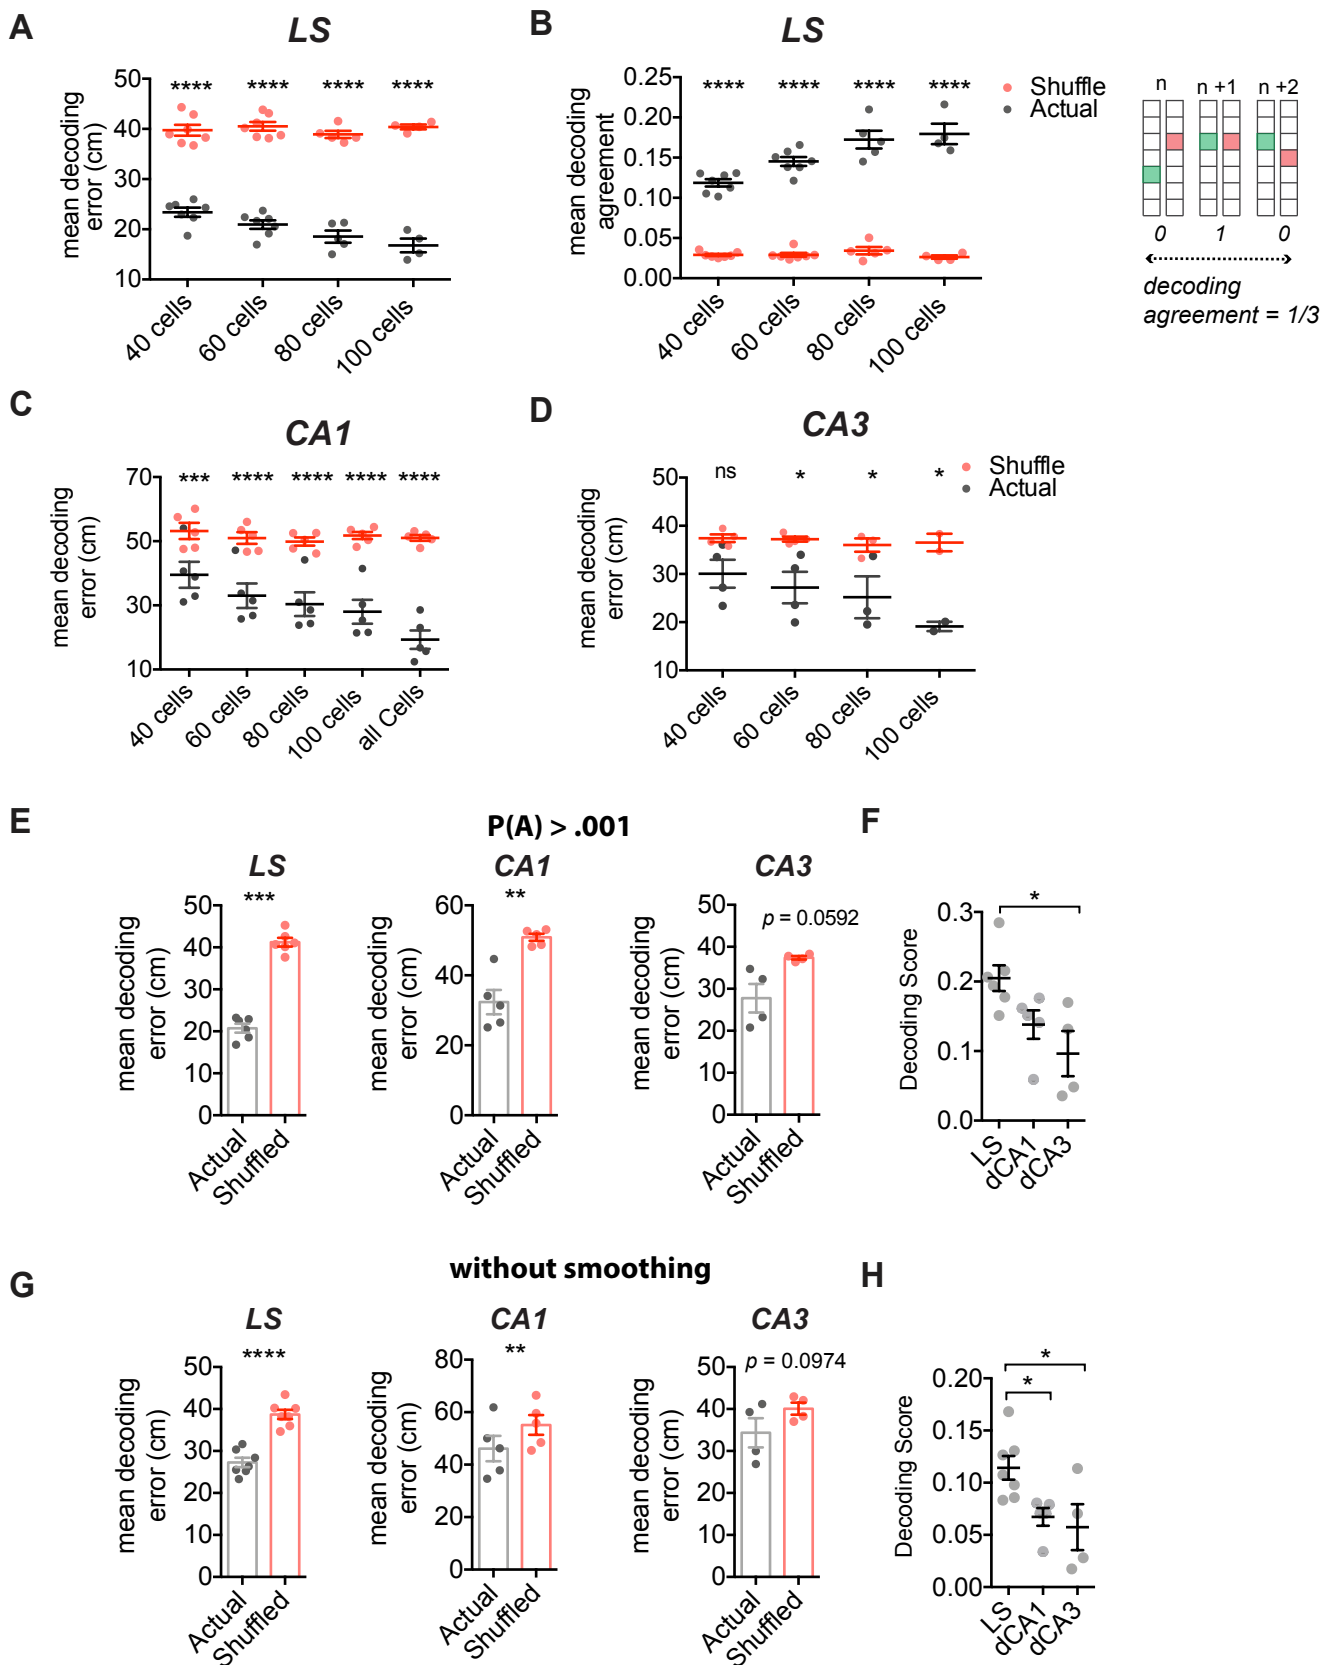 A
LS
mean decoding
error (cm)
50
40
30
20
10
****
****
****
****
40 cells
60 cells
80 cells
100 cells
B
LS
mean decoding
agreement
0.25
0.20
0.15
0.10
0.05
0.00
****
****
****
****
40 cells
60 cells
80 cells
100 cells
Shuffle
Actual
n
n +1
n +2
0
1
0
decoding
agreement = 1/3
C
CA1
mean decoding
error (cm)
70
50
30
10
***
****
****
****
****
40 cells
60 cells
80 cells
100 cells
all Cells
D
CA3
mean decoding
error (cm)
50
40
30
20
10
ns
*
*
*
40 cells
60 cells
80 cells
100 cells
Shuffle
Actual
E
P(A) > .001
LS
mean decoding
error (cm)
50
40
30
20
10
0
***
Actual
Shuffled
CA1
mean decoding
error (cm)
60
40
20
0
**
Actual
Shuffled
CA3
mean decoding
error (cm)
50
40
30
20
10
0
p = 0.0592
Actual
Shuffled
F
Decoding Score
0.3
0.2
0.1
0.0
*
LS
dCA1
dCA3
G
without smoothing
LS
mean decoding
error (cm)
50
40
30
20
10
0
****
Actual
Shuffled
CA1
mean decoding
error (cm)
80
60
40
20
0
**
Actual
Shuffled
CA3
mean decoding
error (cm)
50
40
30
20
10
0
p = 0.0974
Actual
Shuffled
H
Decoding Score
0.20
0.15
0.10
0.05
0.00
*
*
LS
dCA1
dCA3